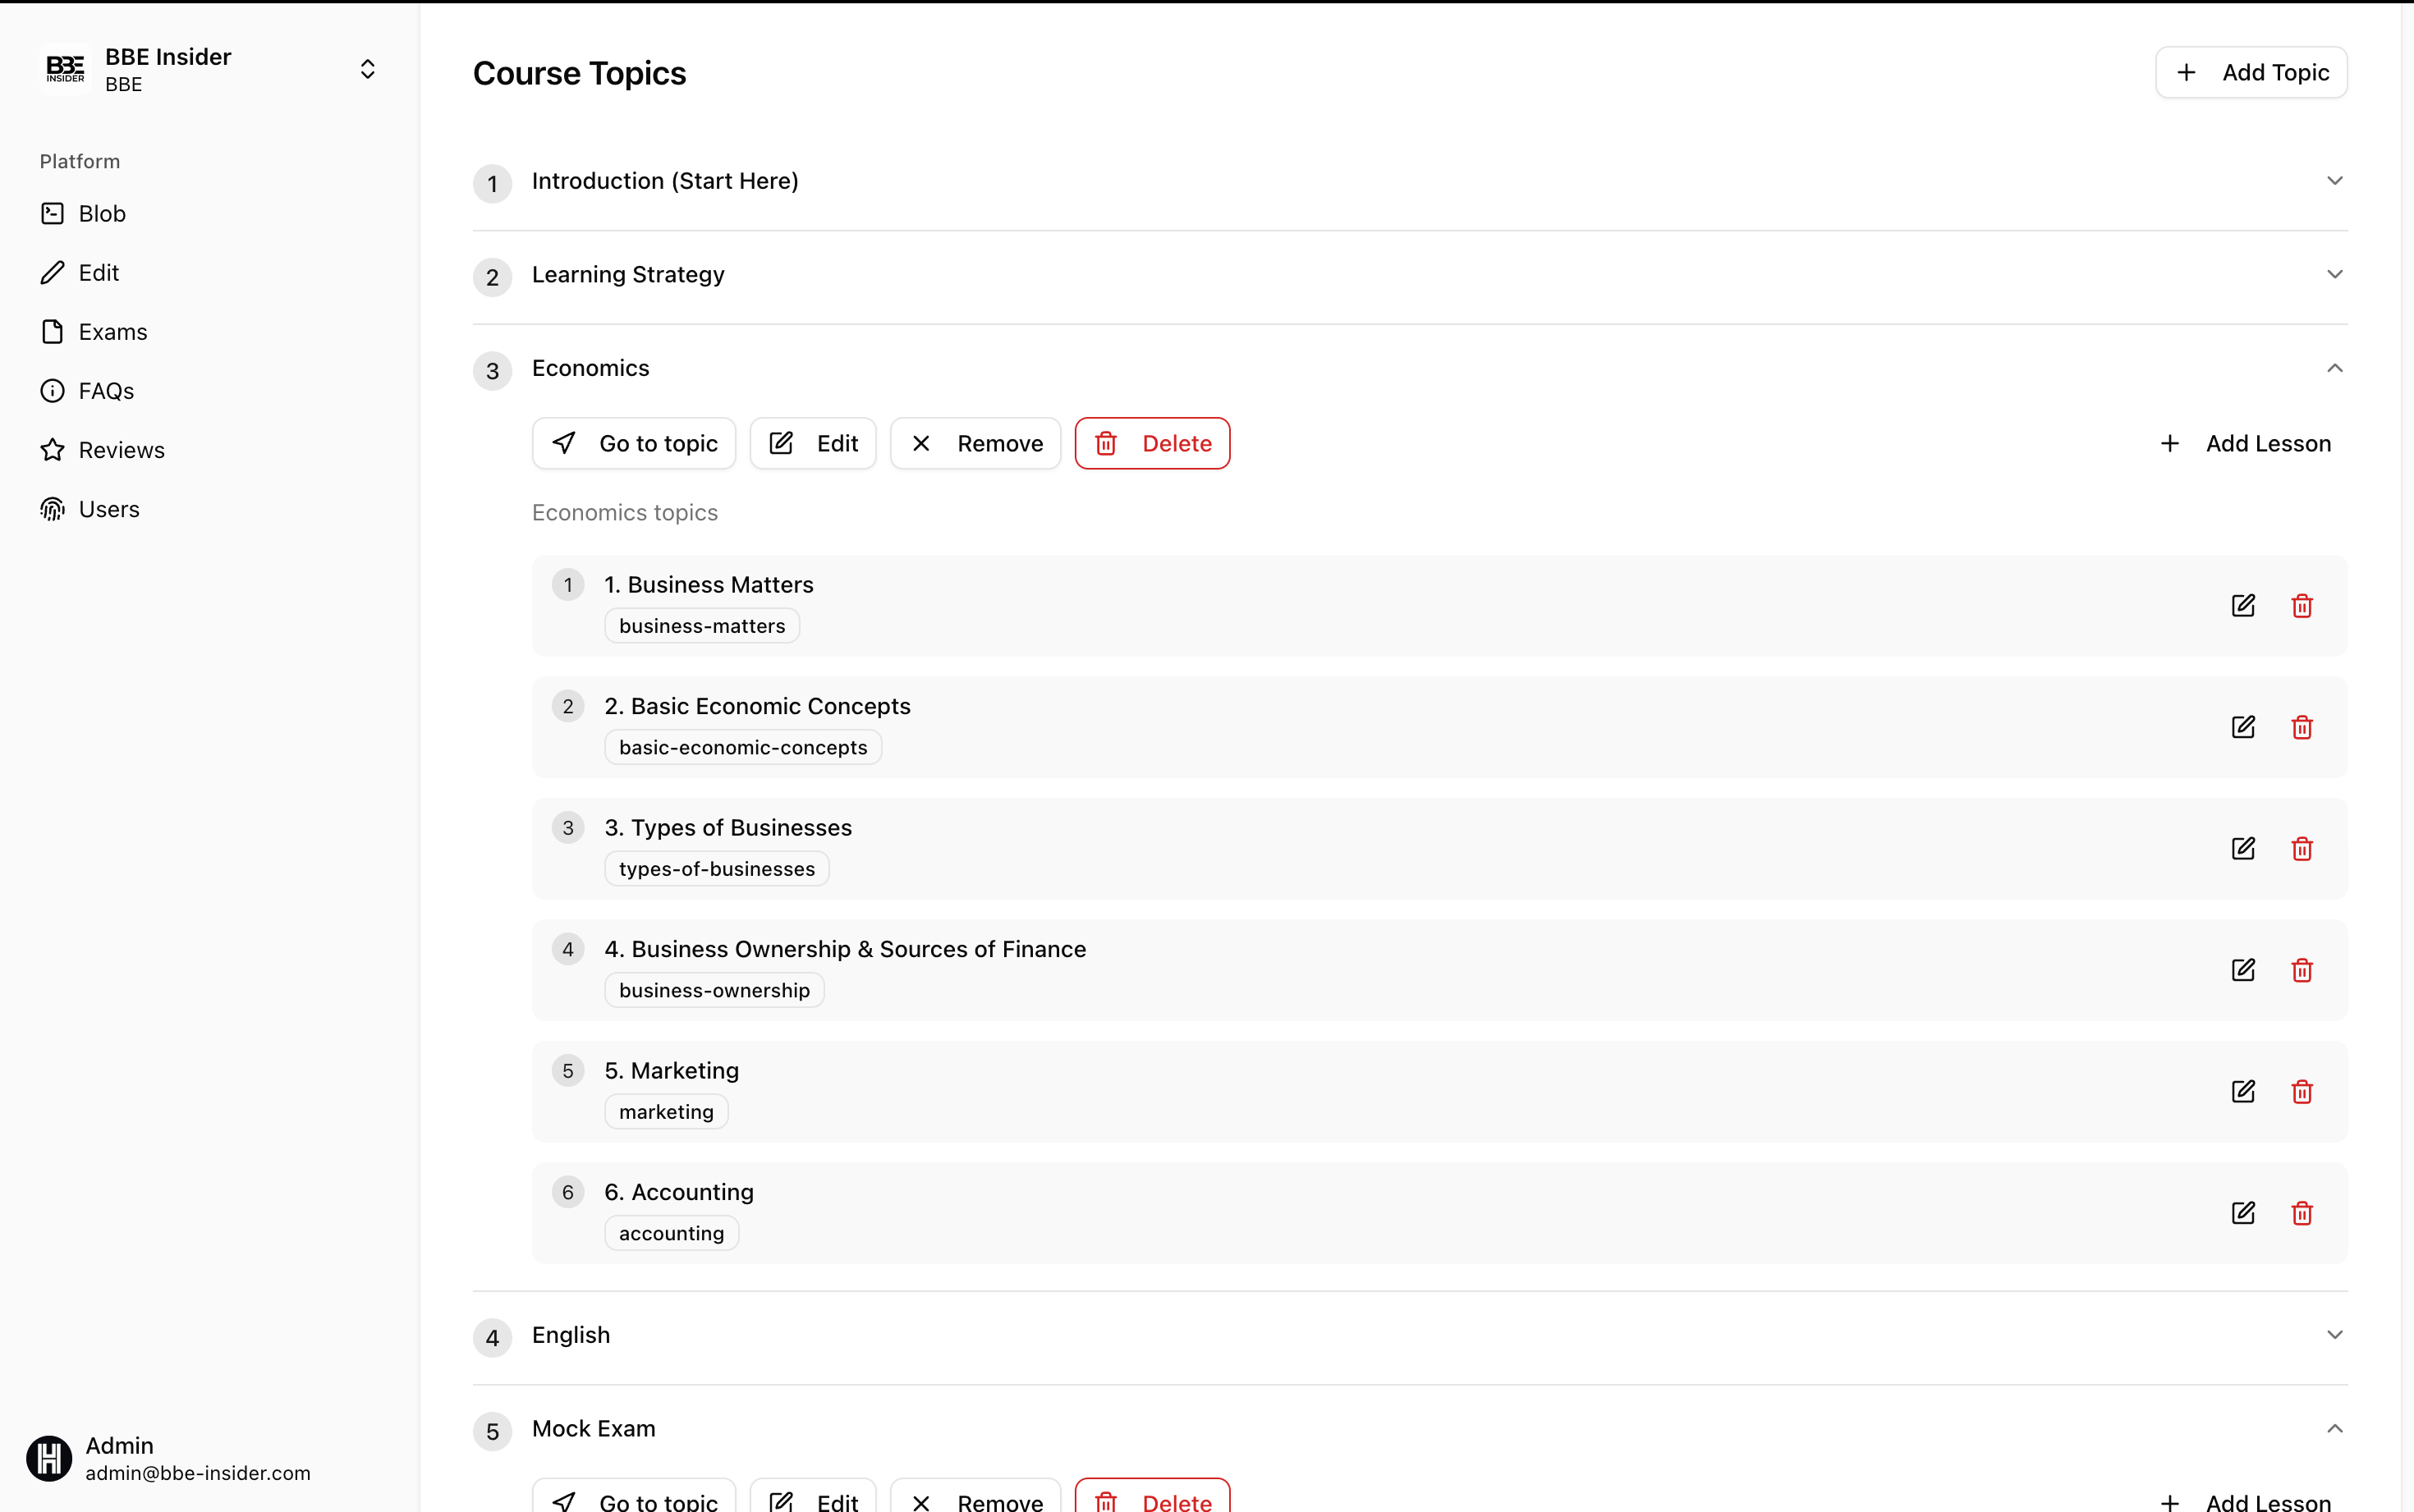 BBE
INSIDER
BBE Insider
BBE
Platform
Blob
Edit
Exams
FAQs
Reviews
Users
Admin
admin@bbe-insider.com
Course Topics
Add Topic
1
Introduction (Start Here)
2
Learning Strategy
3
Economics
Go to topic
Edit
Remove
Delete
Add Lesson
Economics topics
1
1. Business Matters
business-matters
2
2. Basic Economic Concepts
basic-economic-concepts
3
3. Types of Businesses
types-of-businesses
4
4. Business Ownership & Sources of Finance
business-ownership
5
5. Marketing
marketing
6
6. Accounting
accounting
4
English
5
Mock Exam
Go to topic
Edit
Remove
Delete
Add Lesson